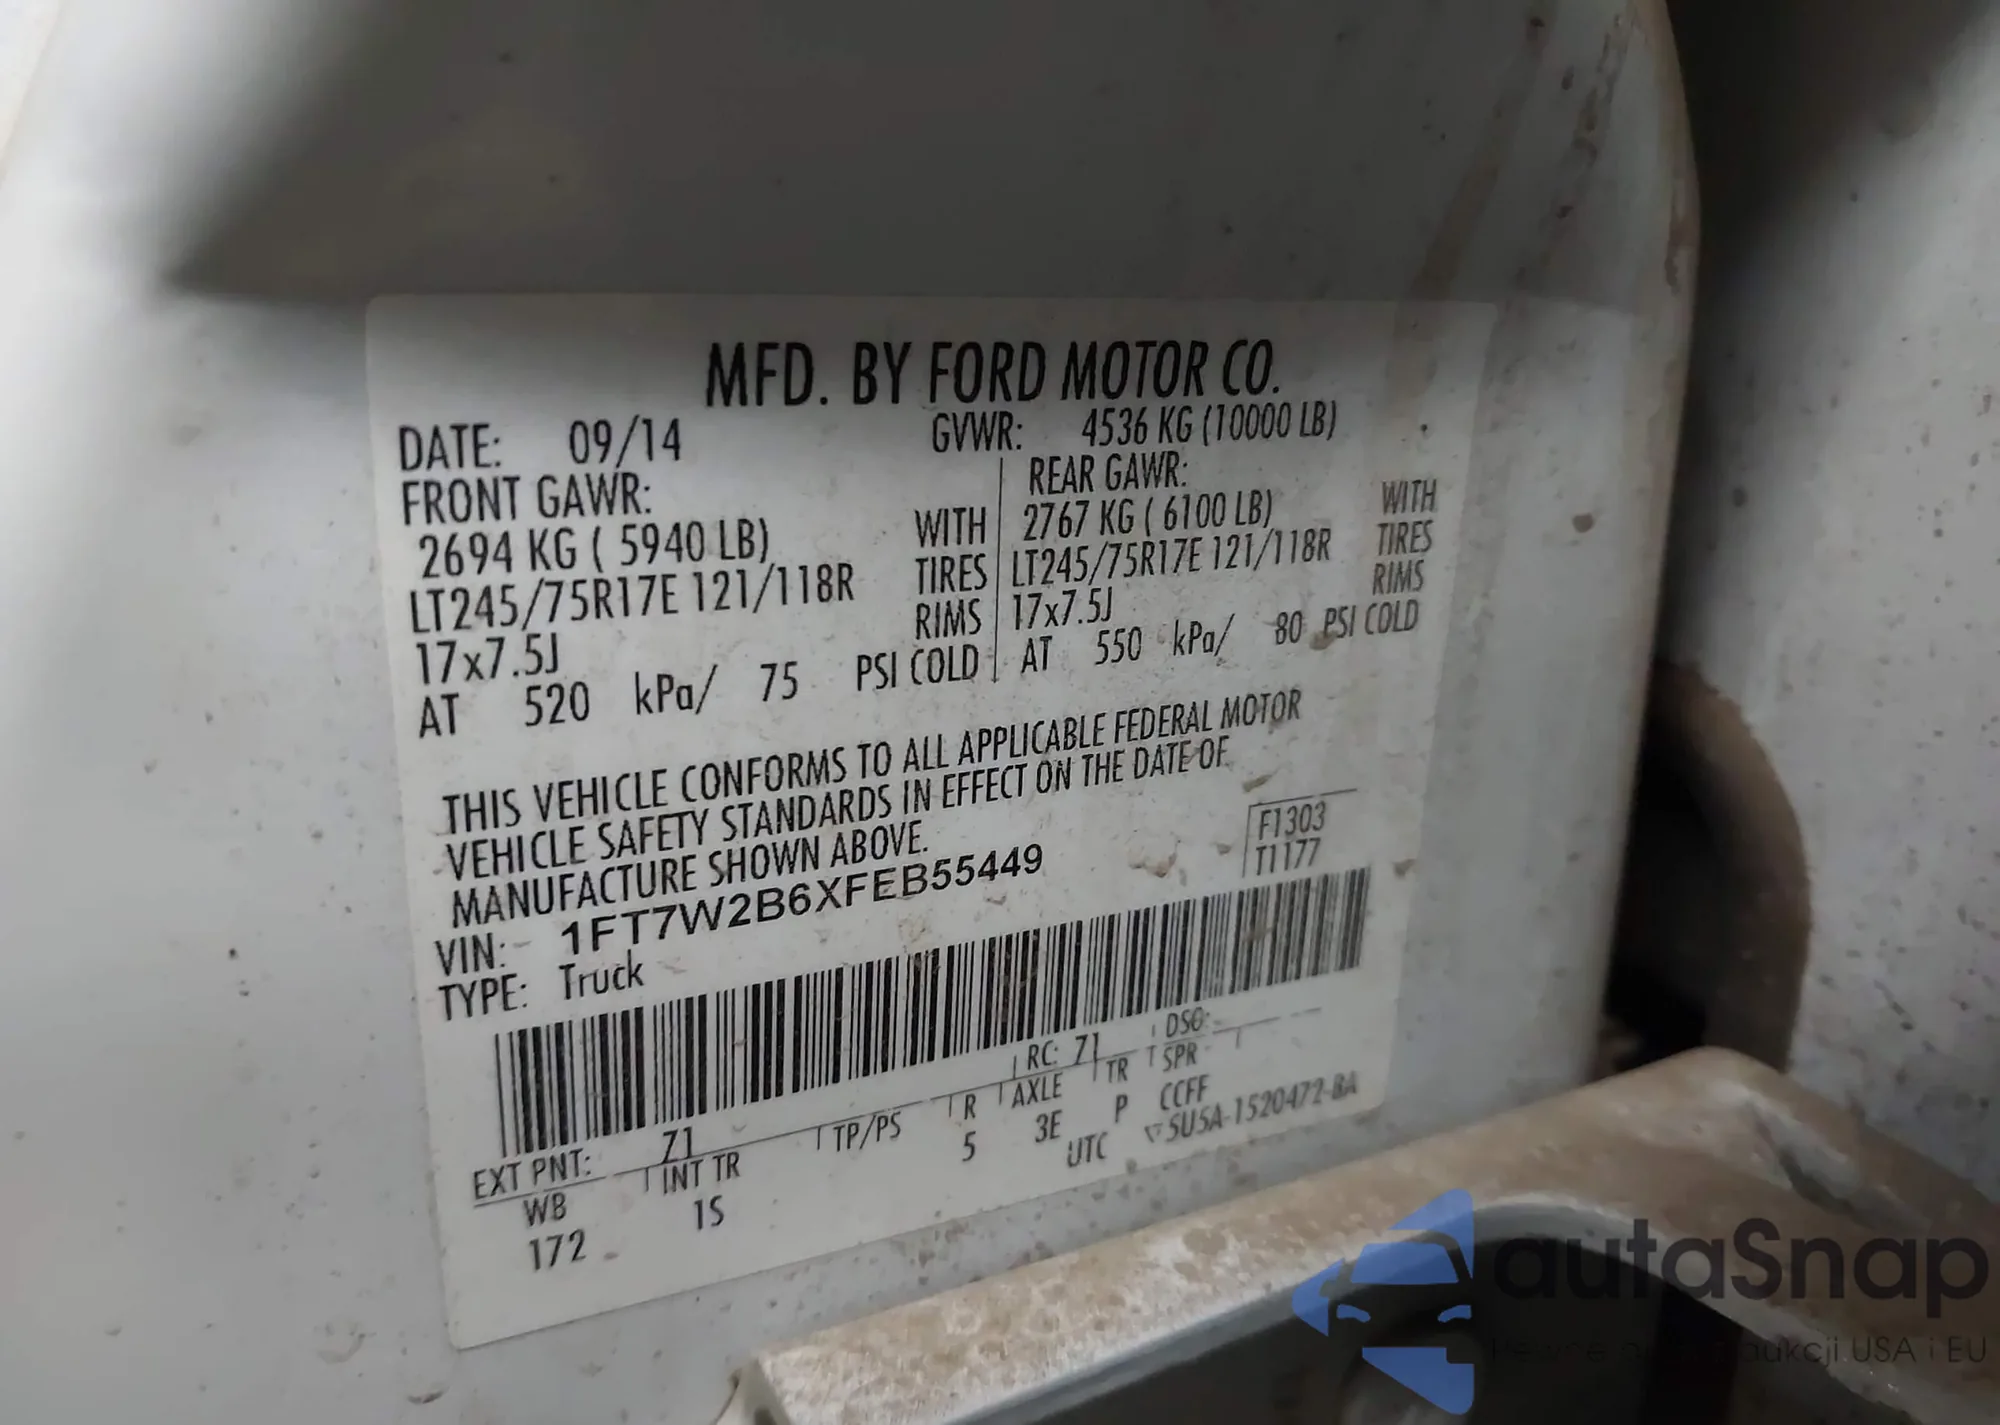 MFD. BY FORD MOTOR CO.
DATE: 09/14 GVWR: 4536 KG (10000 LB)
FRONT GAWR: REAR GAWR:
2694 KG ( 5940 LB) WITH 2767 KG ( 6100 LB) WITH
LT245/75R17E 121/118R TIRES LT245/75R17E 121/118R TIRES
17x7.5J RIMS 17x7.5J RIMS
AT 520 kPa/ 75 PSI COLD AT 550 kPa/ 80 PSI COLD
THIS VEHICLE CONFORMS TO ALL APPLICABLE FEDERAL MOTOR
VEHICLE SAFETY STANDARDS IN EFFECT ON THE DATE OF
MANUFACTURE SHOWN ABOVE.
F1303
T1177
VIN: 1FT7W2B6XFEB55449
TYPE: Truck
EXT PNT: Z1 RC: 71 DSO:
WB INT TR TP/PS R AXLE TR SPR
172 1S 5 3E P CCFF
UTC 5U5A-1520472-BA
autaSnap
aukcji USA i EU